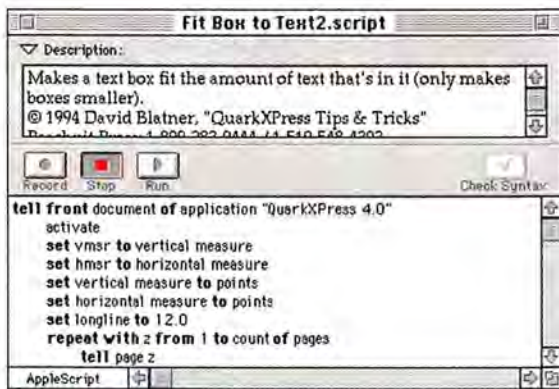 Fit Box to Text2.script
Description:
Makes a text box fit the amount of text that's in it (only makes
boxes smaller).
© 1994 David Blatner, "QuarkXPress Tips & Tricks"
Record Stop Run Check Syntax
tell front document of application "QuarkXPress 4.0"
activate
set vmsr to vertical measure
set hmsr to horizontal measure
set vertical measure to points
set horizontal measure to points
set longline to 12.0
repeat with z from 1 to count of pages
tell page z
AppleScript